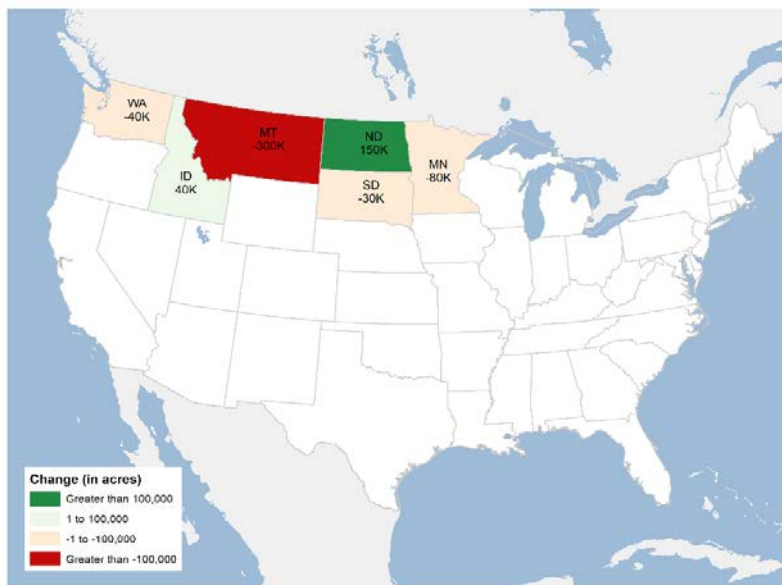 WA
-40K
MT
-300K
ND
150K
MN
-80K
ID
40K
SD
-30K
Change (in acres)
Greater than 100,000
1 to 100,000
-1 to -100,000
Greater than -100,000